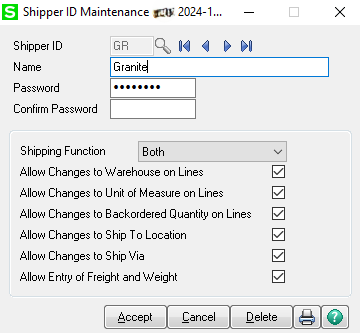 S Shipper ID Maintenance 2024-1...
Shipper ID GR
Name Granite
Password ••••••••
Confirm Password
Shipping Function Both
Allow Changes to Warehouse on Lines
Allow Changes to Unit of Measure on Lines
Allow Changes to Backordered Quantity on Lines
Allow Changes to Ship To Location
Allow Changes to Ship Via
Allow Entry of Freight and Weight
Accept Cancel Delete ?